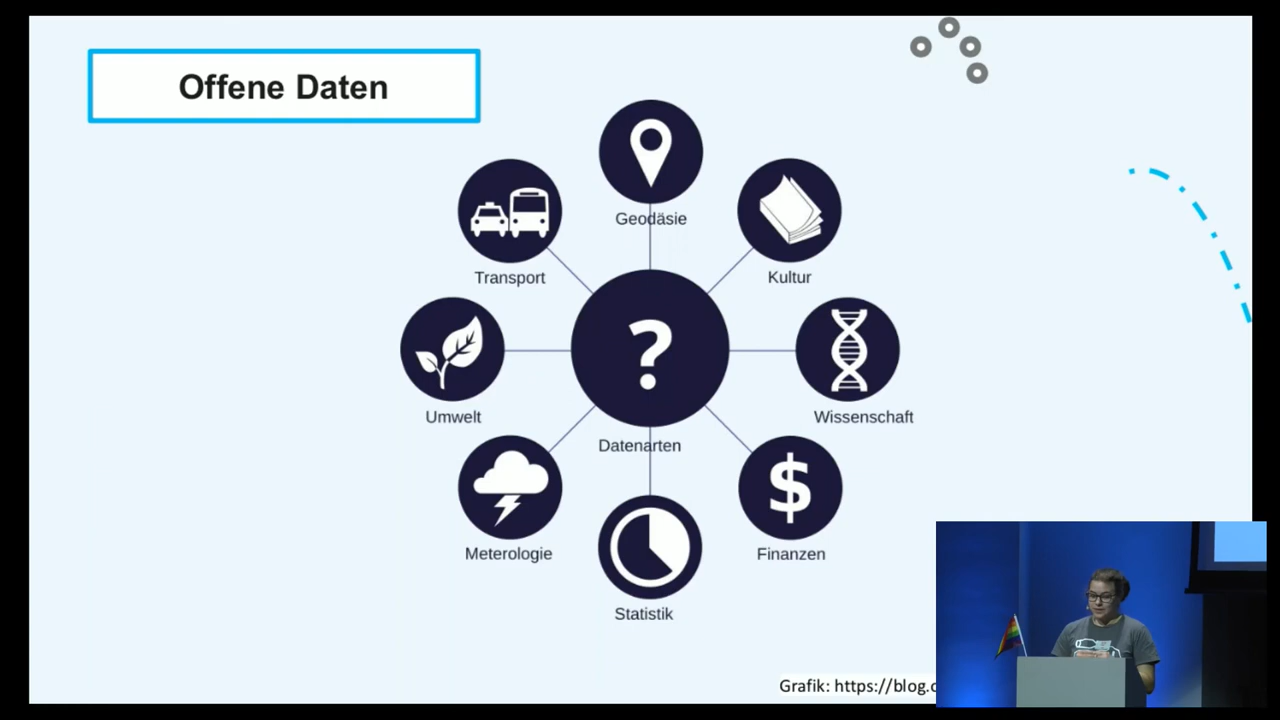 Offene Daten
Geodäsie
Transport
Kultur
?
Umwelt
Wissenschaft
Datenarten
$
Meterologie
Finanzen
Statistik
Grafik: https://blog.